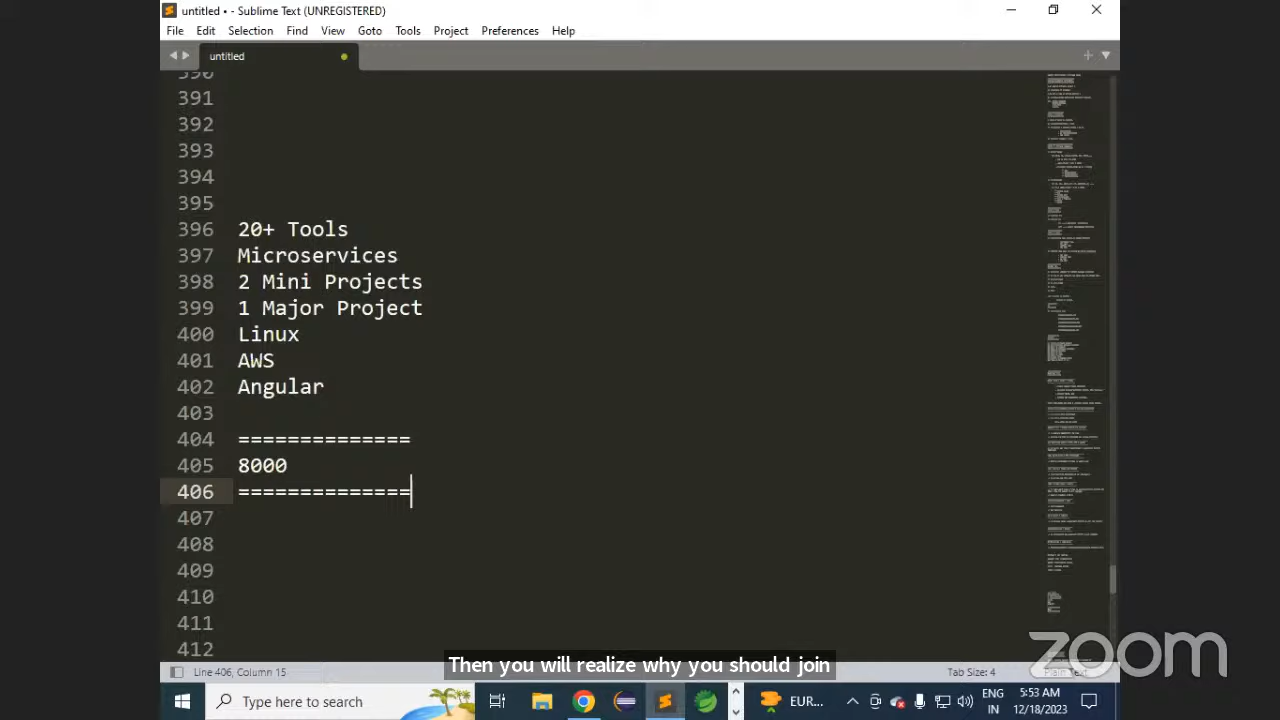 untitled • - Sublime Text (UNREGISTERED)
File Edit Selection Find View Goto Tools Project Preferences Help
untitled
390
391
392
393
394
395
396 20+ Tools
397 Microservices
398 2 Mini Projects
399 1 Major Project
400 Linux
401 AWS
402 Angular
403
404 ==============
405 8000
406 ==============
407
408
409
410
411
412
zoom
Then you will realize why you should join
Line 406, Column 15 Tab Size: 4 Plain Text
Type here to search EUR... ENG IN 5:53 AM 12/18/2023